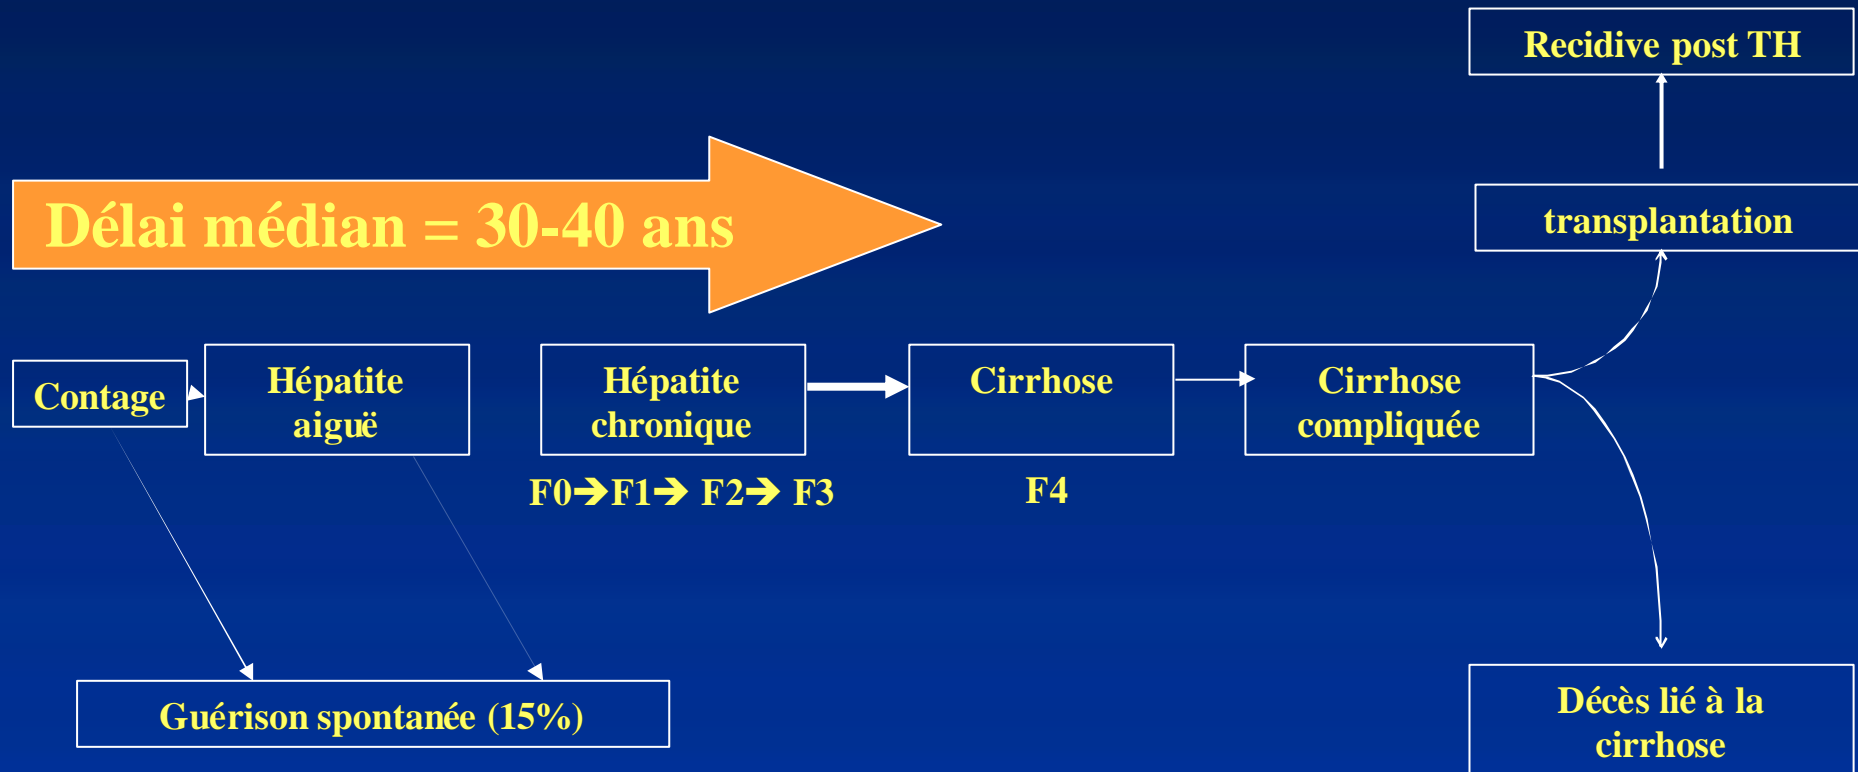 Recidive post TH
Délai médian = 30-40 ans
transplantation
Contage
Hépatite
aiguë
Hépatite
chronique
Cirrhose
Cirrhose
compliquée
F0➔F1➔ F2➔ F3
F4
Guérison spontanée (15%)
Décès lié à la
cirrhose